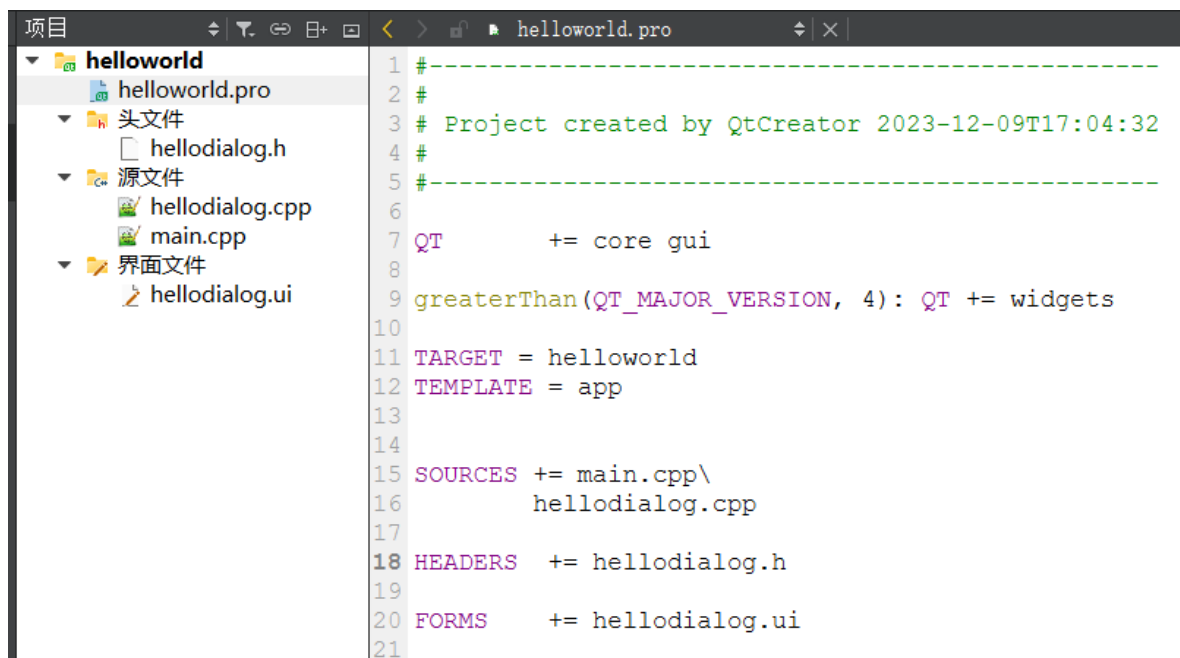 项目
helloworld.pro
helloworld
helloworld.pro
头文件
hellodialog.h
源文件
hellodialog.cpp
main.cpp
界面文件
hellodialog.ui
1 #-------------------------------------------------
2 #
3 # Project created by QtCreator 2023-12-09T17:04:32
4 #
5 #-------------------------------------------------
6
7 QT       += core gui
8
9 greaterThan(QT_MAJOR_VERSION, 4): QT += widgets
10
11 TARGET = helloworld
12 TEMPLATE = app
13
14
15 SOURCES += main.cpp\
16         hellodialog.cpp
17
18 HEADERS  += hellodialog.h
19
20 FORMS    += hellodialog.ui
21